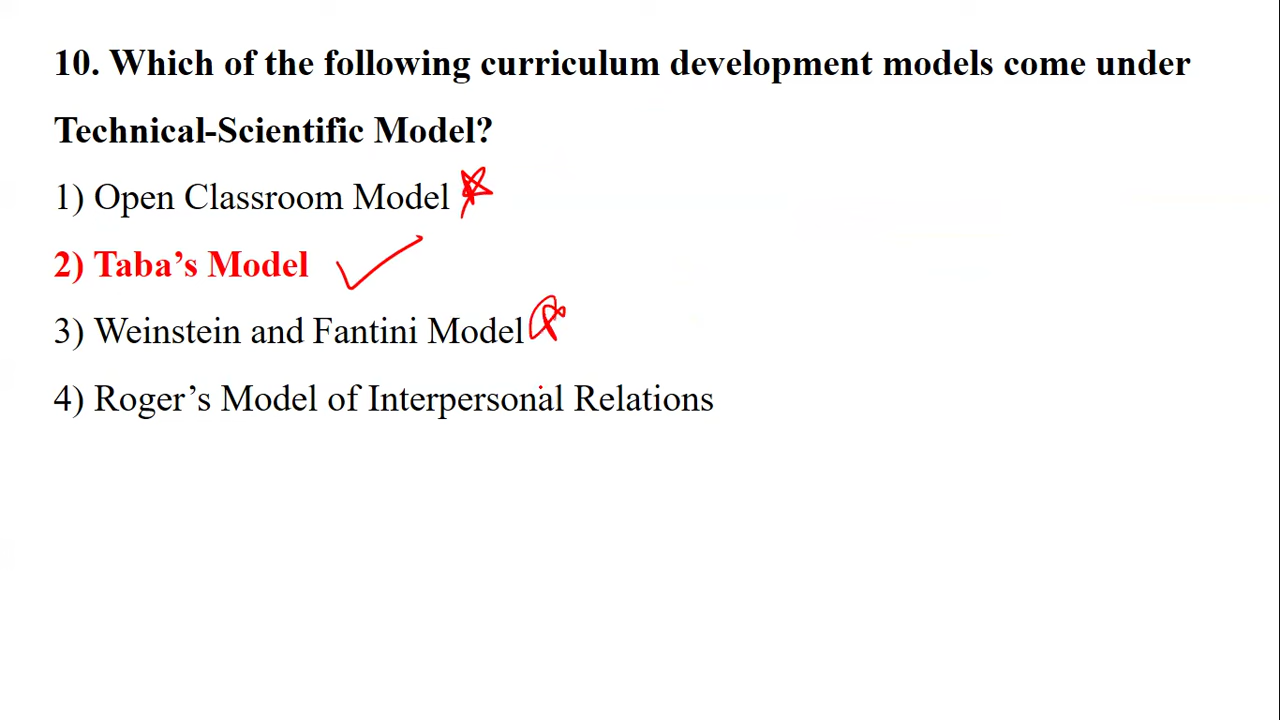 10. Which of the following curriculum development models come under
Technical-Scientific Model?
1) Open Classroom Model
2) Taba’s Model
3) Weinstein and Fantini Model
4) Roger’s Model of Interpersonal Relations